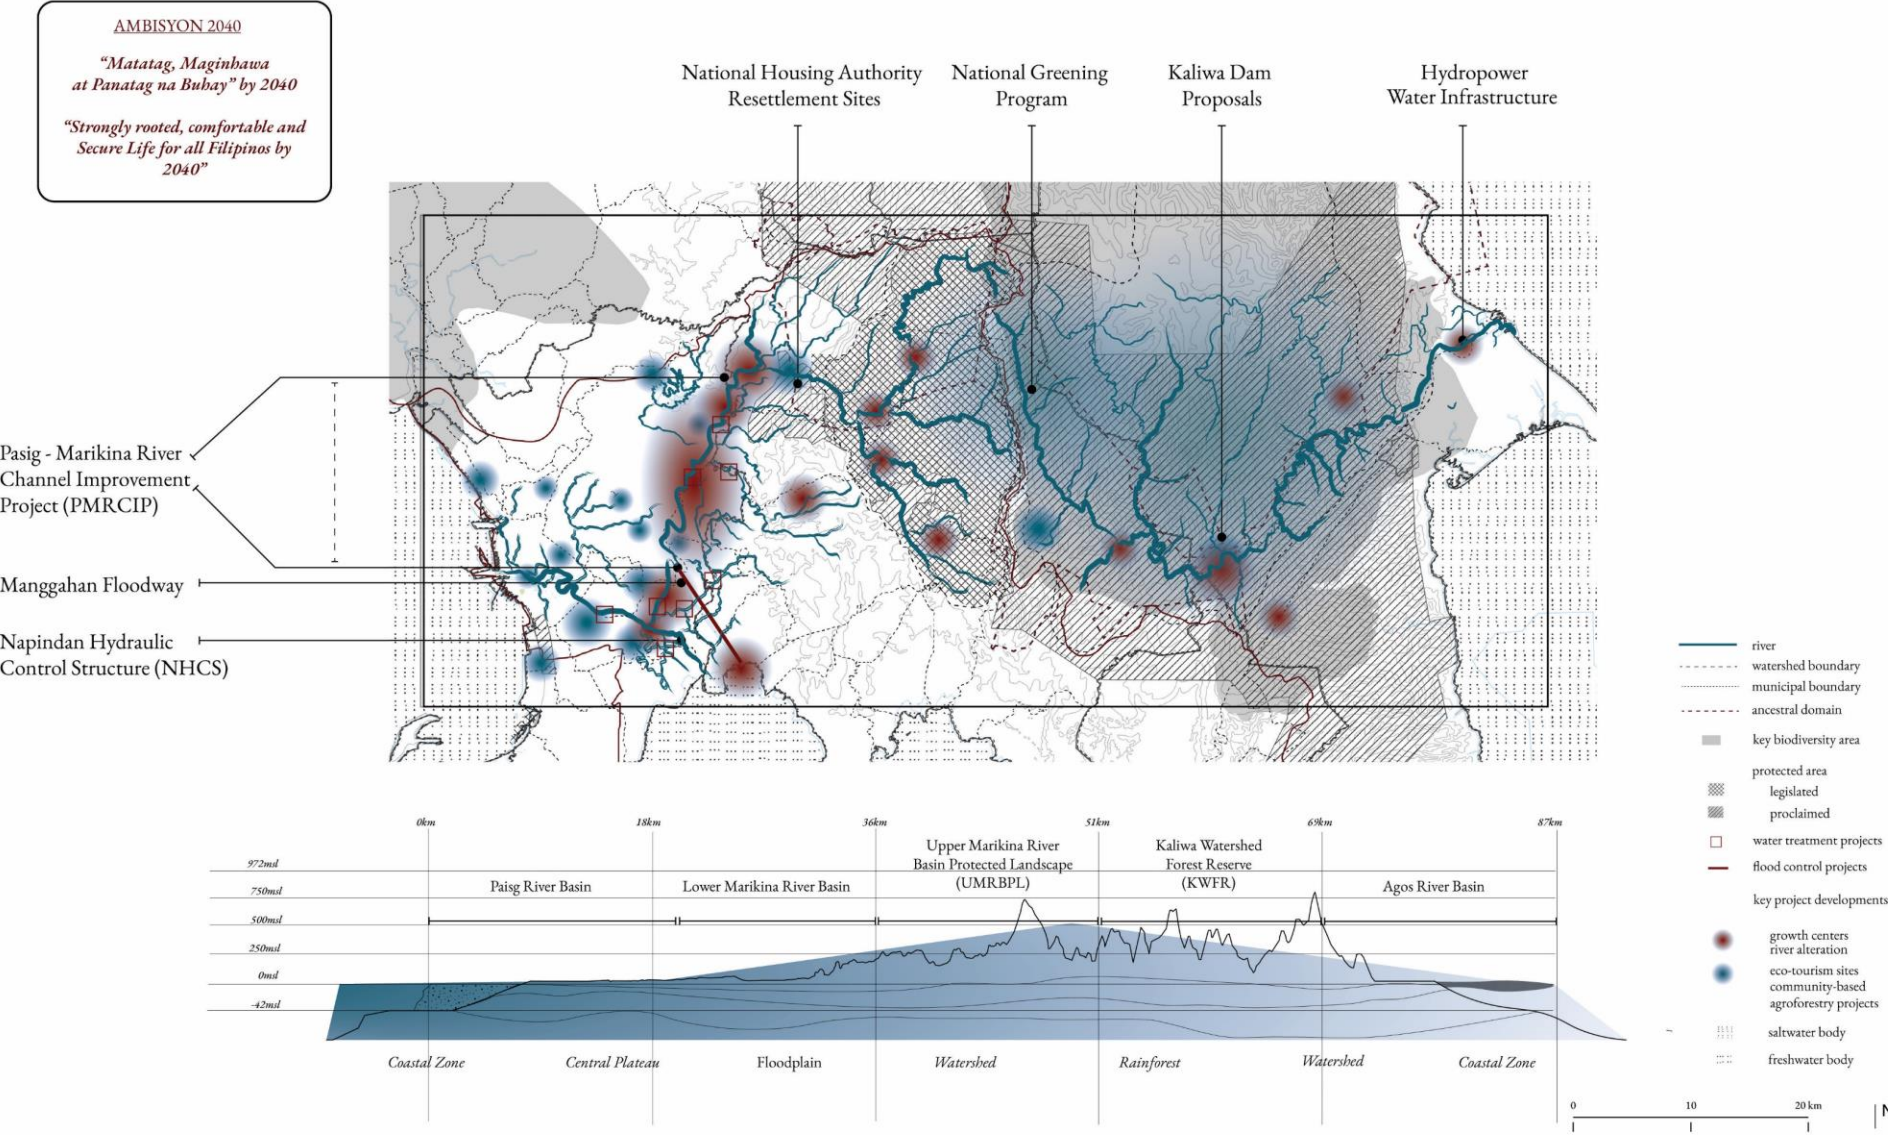 AMBISYON 2040
“Matatag, Maginhawa
at Panatag na Buhay” by 2040
“Strongly rooted, comfortable and
Secure Life for all Filipinos by
2040”
National Housing Authority
Resettlement Sites
National Greening
Program
Kaliwa Dam
Proposals
Hydropower
Water Infrastructure
Pasig - Marikina River
Channel Improvement
Project (PMRCIP)
Manggahan Floodway
Napindan Hydraulic
Control Structure (NHCS)
river
watershed boundary
municipal boundary
ancestral domain
key biodiversity area
protected area
legislated
proclaimed
water treatment projects
flood control projects
key project developments
growth centers
river alteration
eco-tourism sites
community-based
agroforestry projects
saltwater body
freshwater body
0 10 20 km
N
0km 18km 36km 51km 69km 87km
972msl
750msl
500msl
250msl
0msl
-42msl
Paisg River Basin
Lower Marikina River Basin
Upper Marikina River
Basin Protected Landscape
(UMRBPL)
Kaliwa Watershed
Forest Reserve
(KWFR)
Agos River Basin
Coastal Zone Central Plateau Floodplain Watershed Rainforest Watershed Coastal Zone